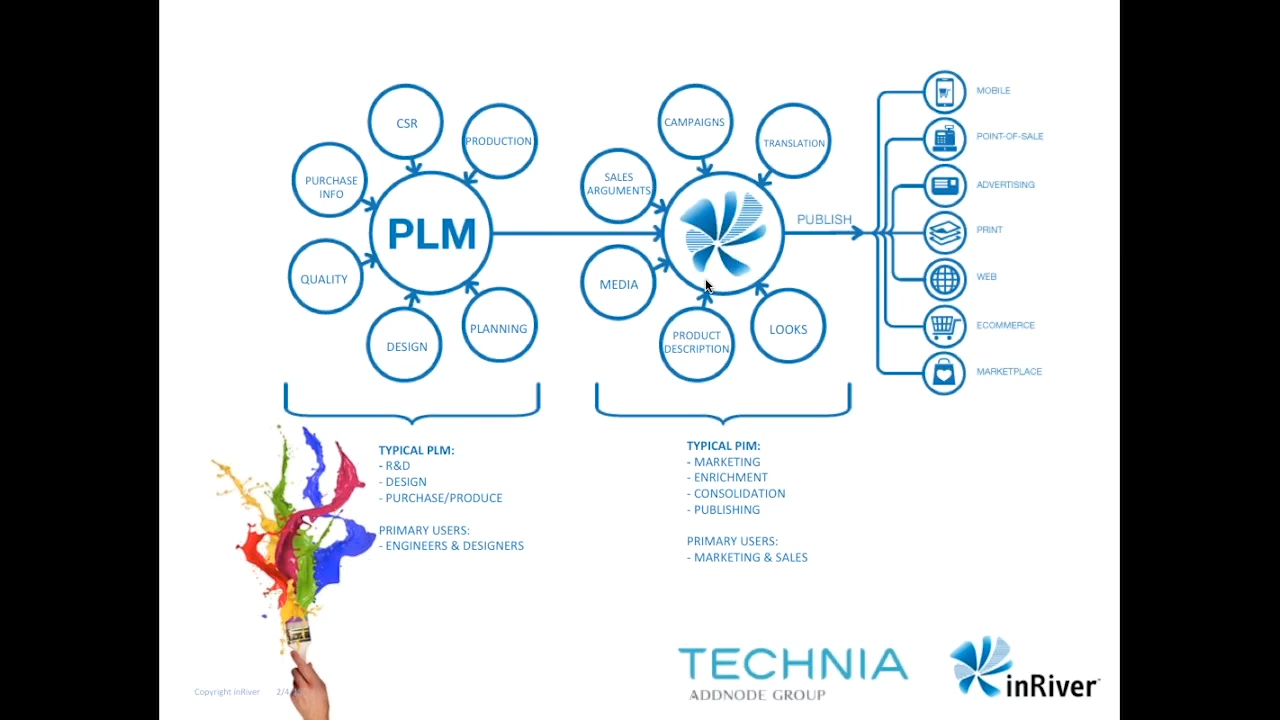 CSR
PRODUCTION
PURCHASE
INFO
PLM
QUALITY
DESIGN
PLANNING
CAMPAIGNS
TRANSLATION
SALES
ARGUMENTS
MEDIA
PRODUCT
DESCRIPTION
LOOKS
PUBLISH
MOBILE
POINT-OF-SALE
ADVERTISING
PRINT
WEB
ECOMMERCE
MARKETPLACE
TYPICAL PLM:
- R&D
- DESIGN
- PURCHASE/PRODUCE
PRIMARY USERS:
- ENGINEERS & DESIGNERS
TYPICAL PIM:
- MARKETING
- ENRICHMENT
- CONSOLIDATION
- PUBLISHING
PRIMARY USERS:
- MARKETING & SALES
TECHNIA
ADDNODE GROUP
inRiver
Copyright inRiver